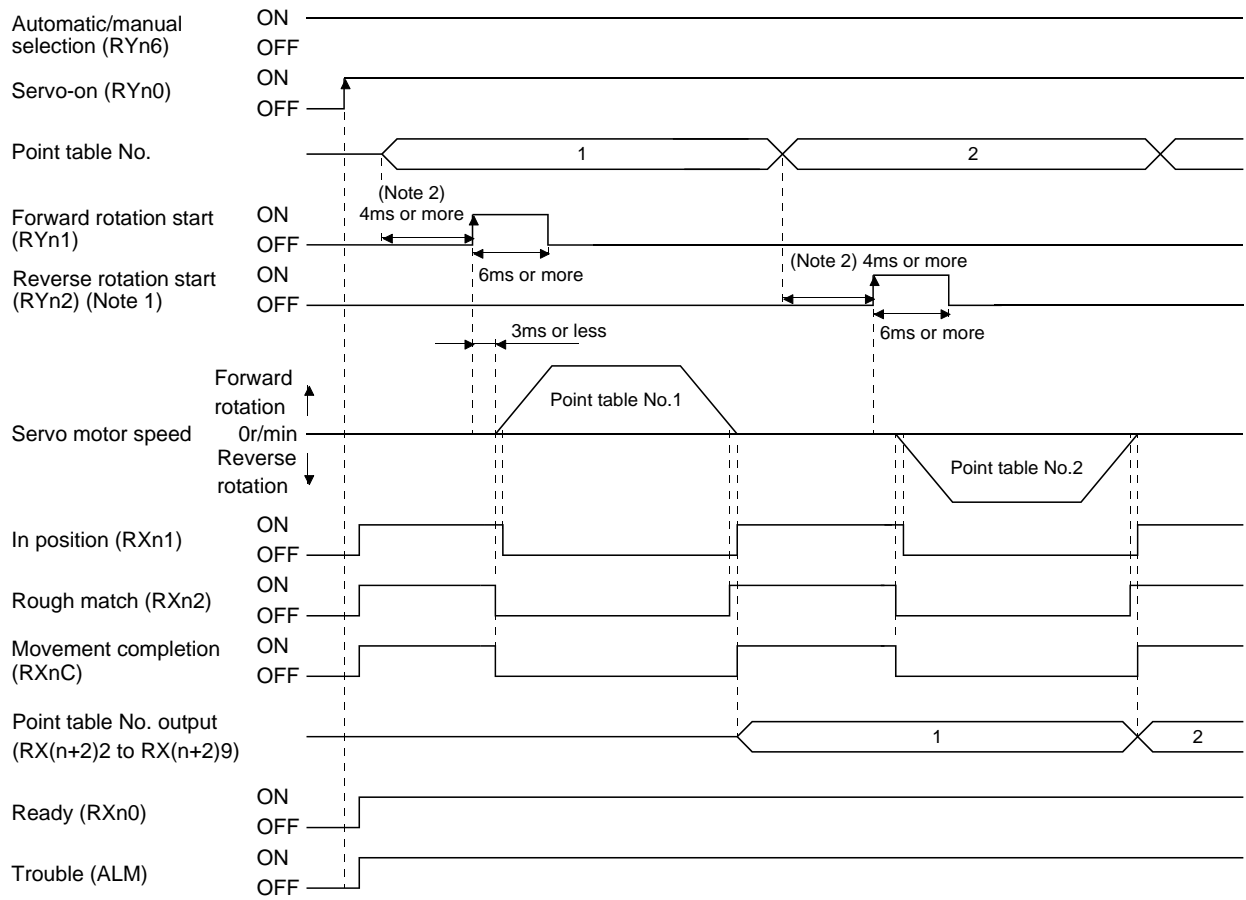 Automatic/manual
selection (RYn6)
ON
OFF
Servo-on (RYn0)
ON
OFF
Point table No.
1
2
(Note 2)
4ms or more
Forward rotation start
(RYn1)
ON
OFF
6ms or more
Reverse rotation start
(RYn2) (Note 1)
ON
OFF
(Note 2) 4ms or more
6ms or more
3ms or less
Servo motor speed
Forward
rotation
0r/min
Reverse
rotation
Point table No.1
Point table No.2
In position (RXn1)
ON
OFF
Rough match (RXn2)
ON
OFF
Movement completion
(RXnC)
ON
OFF
Point table No. output
(RX(n+2)2 to RX(n+2)9)
1
2
Ready (RXn0)
ON
OFF
Trouble (ALM)
ON
OFF